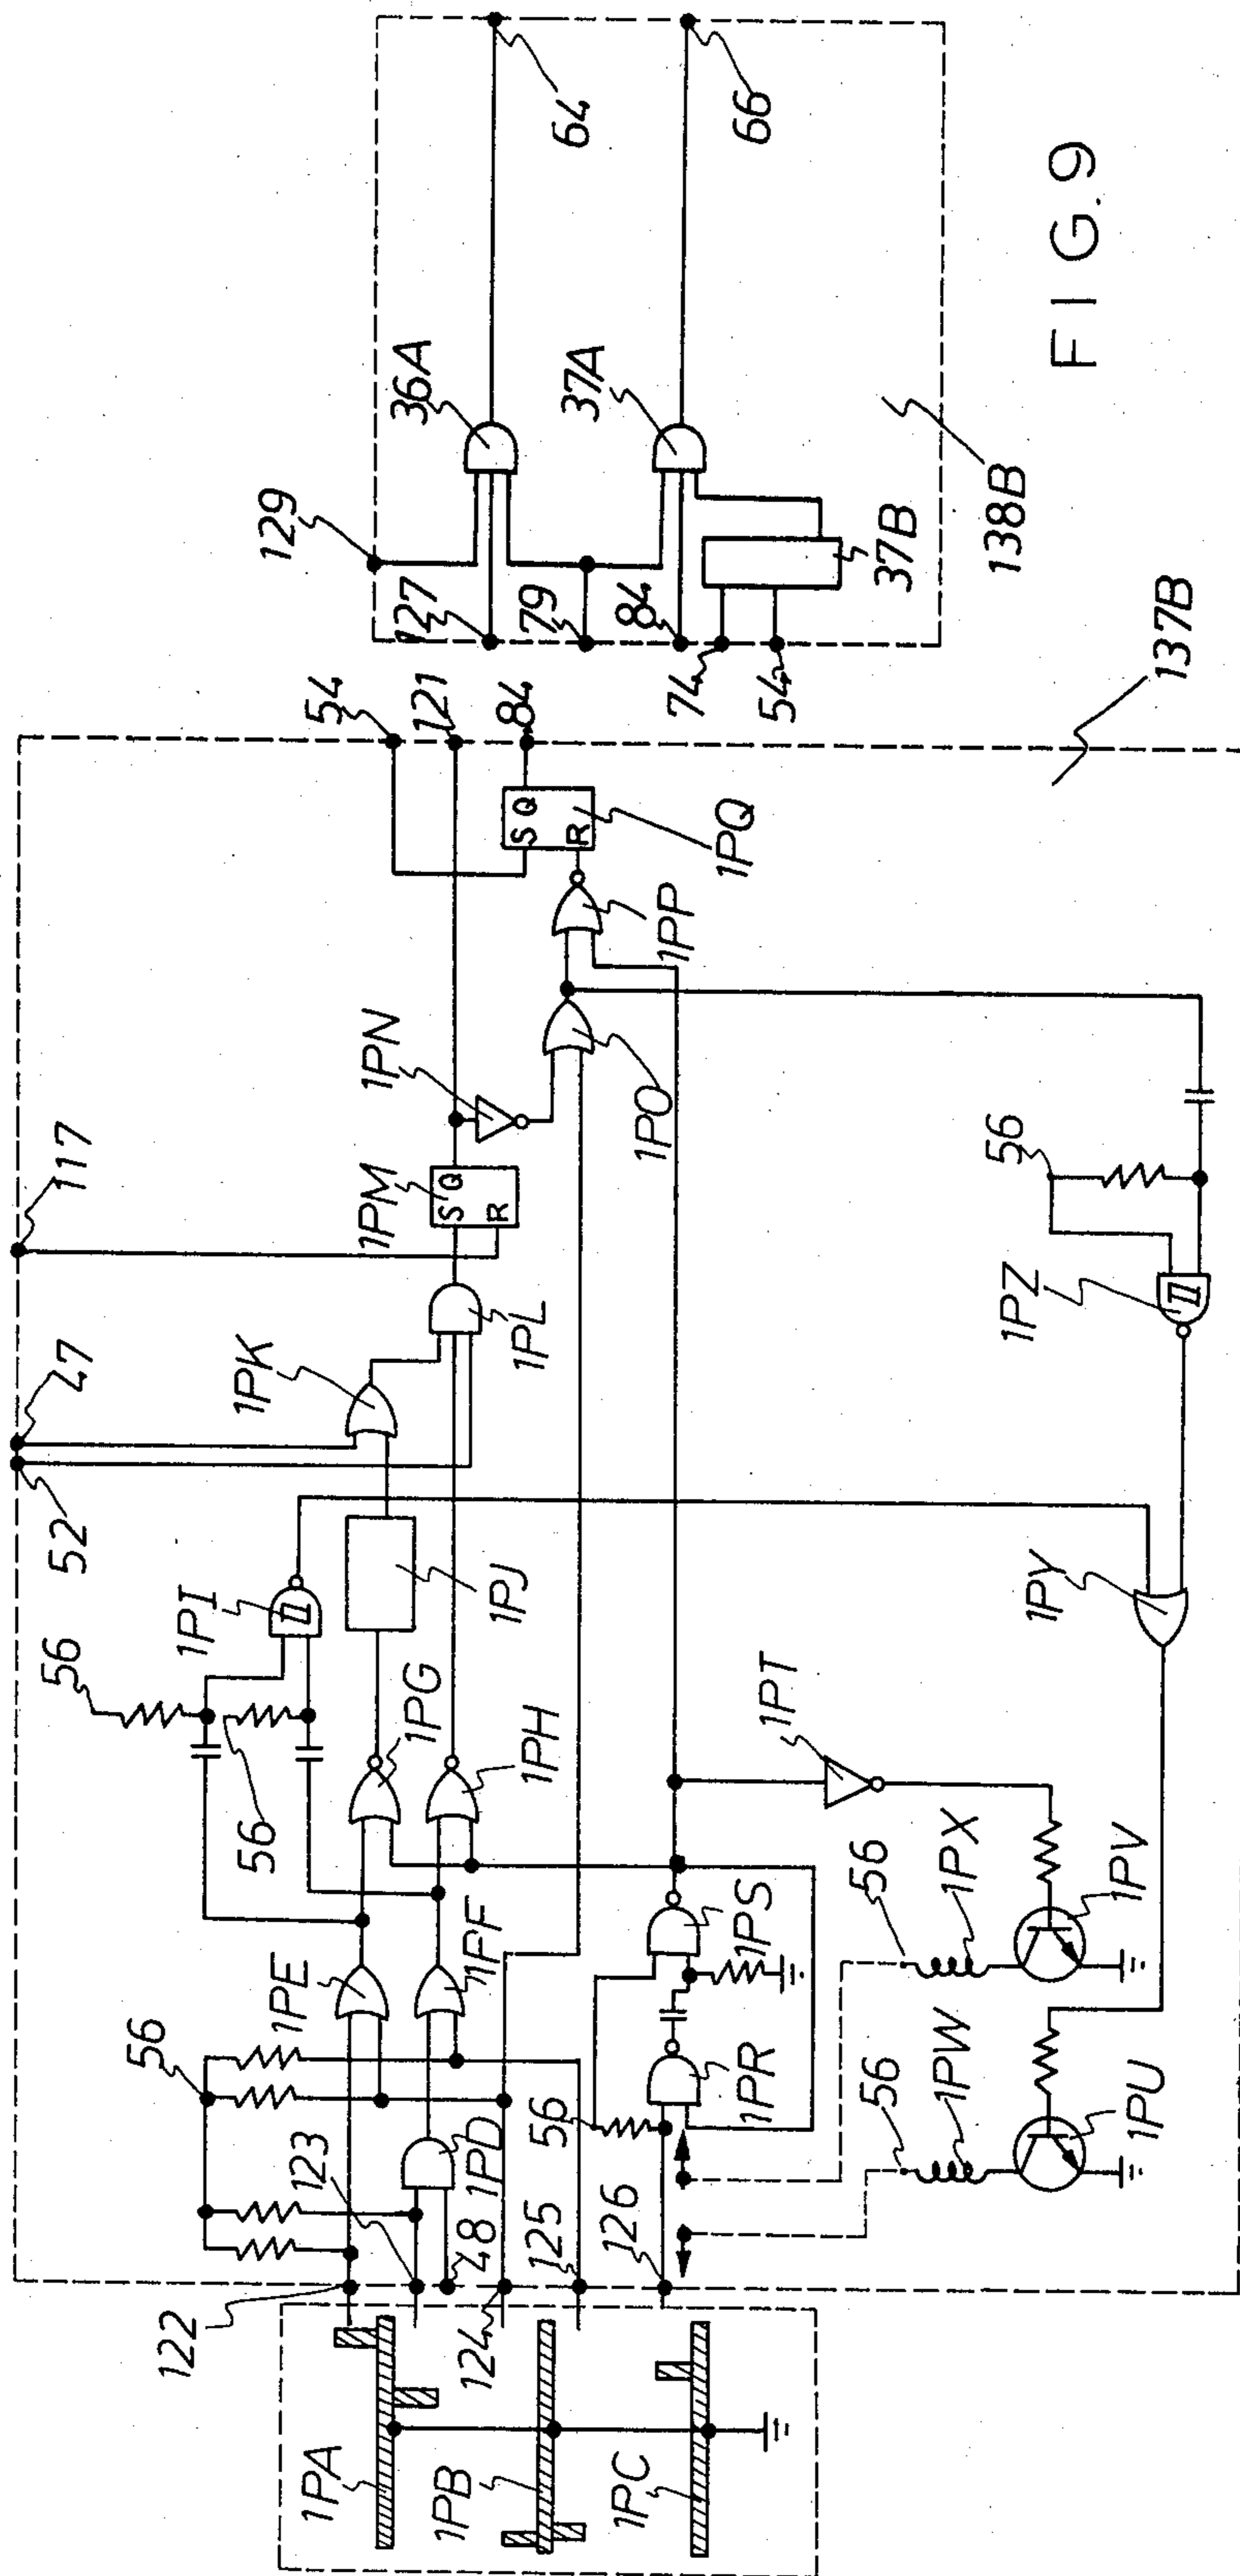 122
123
56
1PE
56
1PI
52
47
117
54
121
84
129
127
79
84
74
54
36A
37A
37B
64
66
138B
137B
FIG. 9
1PA
1PB
1PC
48
1PD
124
125
126
56
1PF
1PG
1PH
56
1PJ
1PK
1PL
1PM
S Q
R
1PN
1PO
1PP
S Q
R
1PQ
1PR
1PS
1PT
56
1PW
1PU
56
1PX
1PV
1PY
1PZ
56